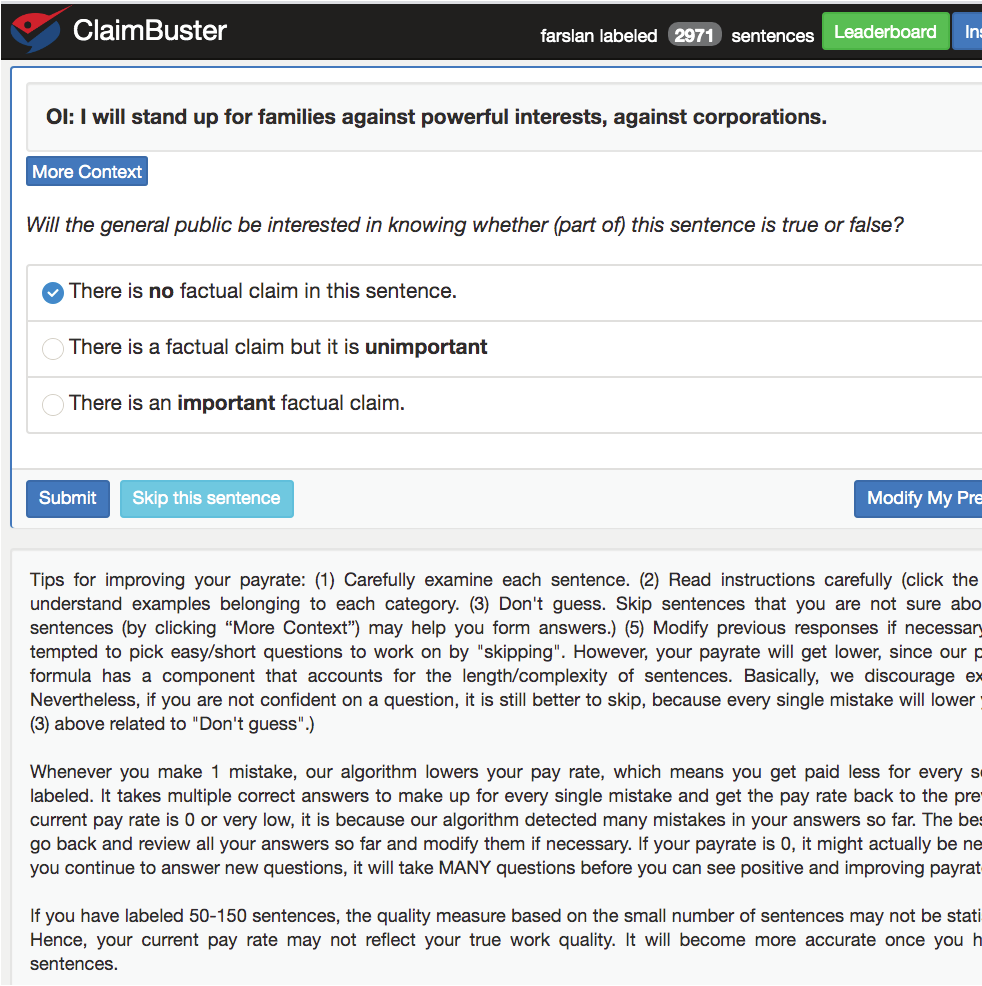 ClaimBuster
farslan labeled 2971 sentences Leaderboard
OI: I will stand up for families against powerful interests, against corporations.
More Context
Will the general public be interested in knowing whether (part of) this sentence is true or false?
There is no factual claim in this sentence.
There is a factual claim but it is unimportant
There is an important factual claim.
Submit Skip this sentence Modify My
Tips for improving your payrate: (1) Carefully examine each sentence. (2) Read instructions carefully (click the
understand examples belonging to each category. (3) Don't guess. Skip sentences that you are not sure
sentences (by clicking “More Context”) may help you form answers.) (5) Modify previous responses if necessary
tempted to pick easy/short questions to work on by "skipping". However, your payrate will get lower, since our
formula has a component that accounts for the length/complexity of sentences. Basically, we discourage
Nevertheless, if you are not confident on a question, it is still better to skip, because every single mistake will lower
(3) above related to "Don't guess".)
Whenever you make 1 mistake, our algorithm lowers your pay rate, which means you get paid less for every
labeled. It takes multiple correct answers to make up for every single mistake and get the pay rate back to the
current pay rate is 0 or very low, it is because our algorithm detected many mistakes in your answers so far. The
go back and review all your answers so far and modify them if necessary. If your payrate is 0, it might actually be
you continue to answer new questions, it will take MANY questions before you can see positive and improving payrate
If you have labeled 50-150 sentences, the quality measure based on the small number of sentences may not be
Hence, your current pay rate may not reflect your true work quality. It will become more accurate once you
sentences.